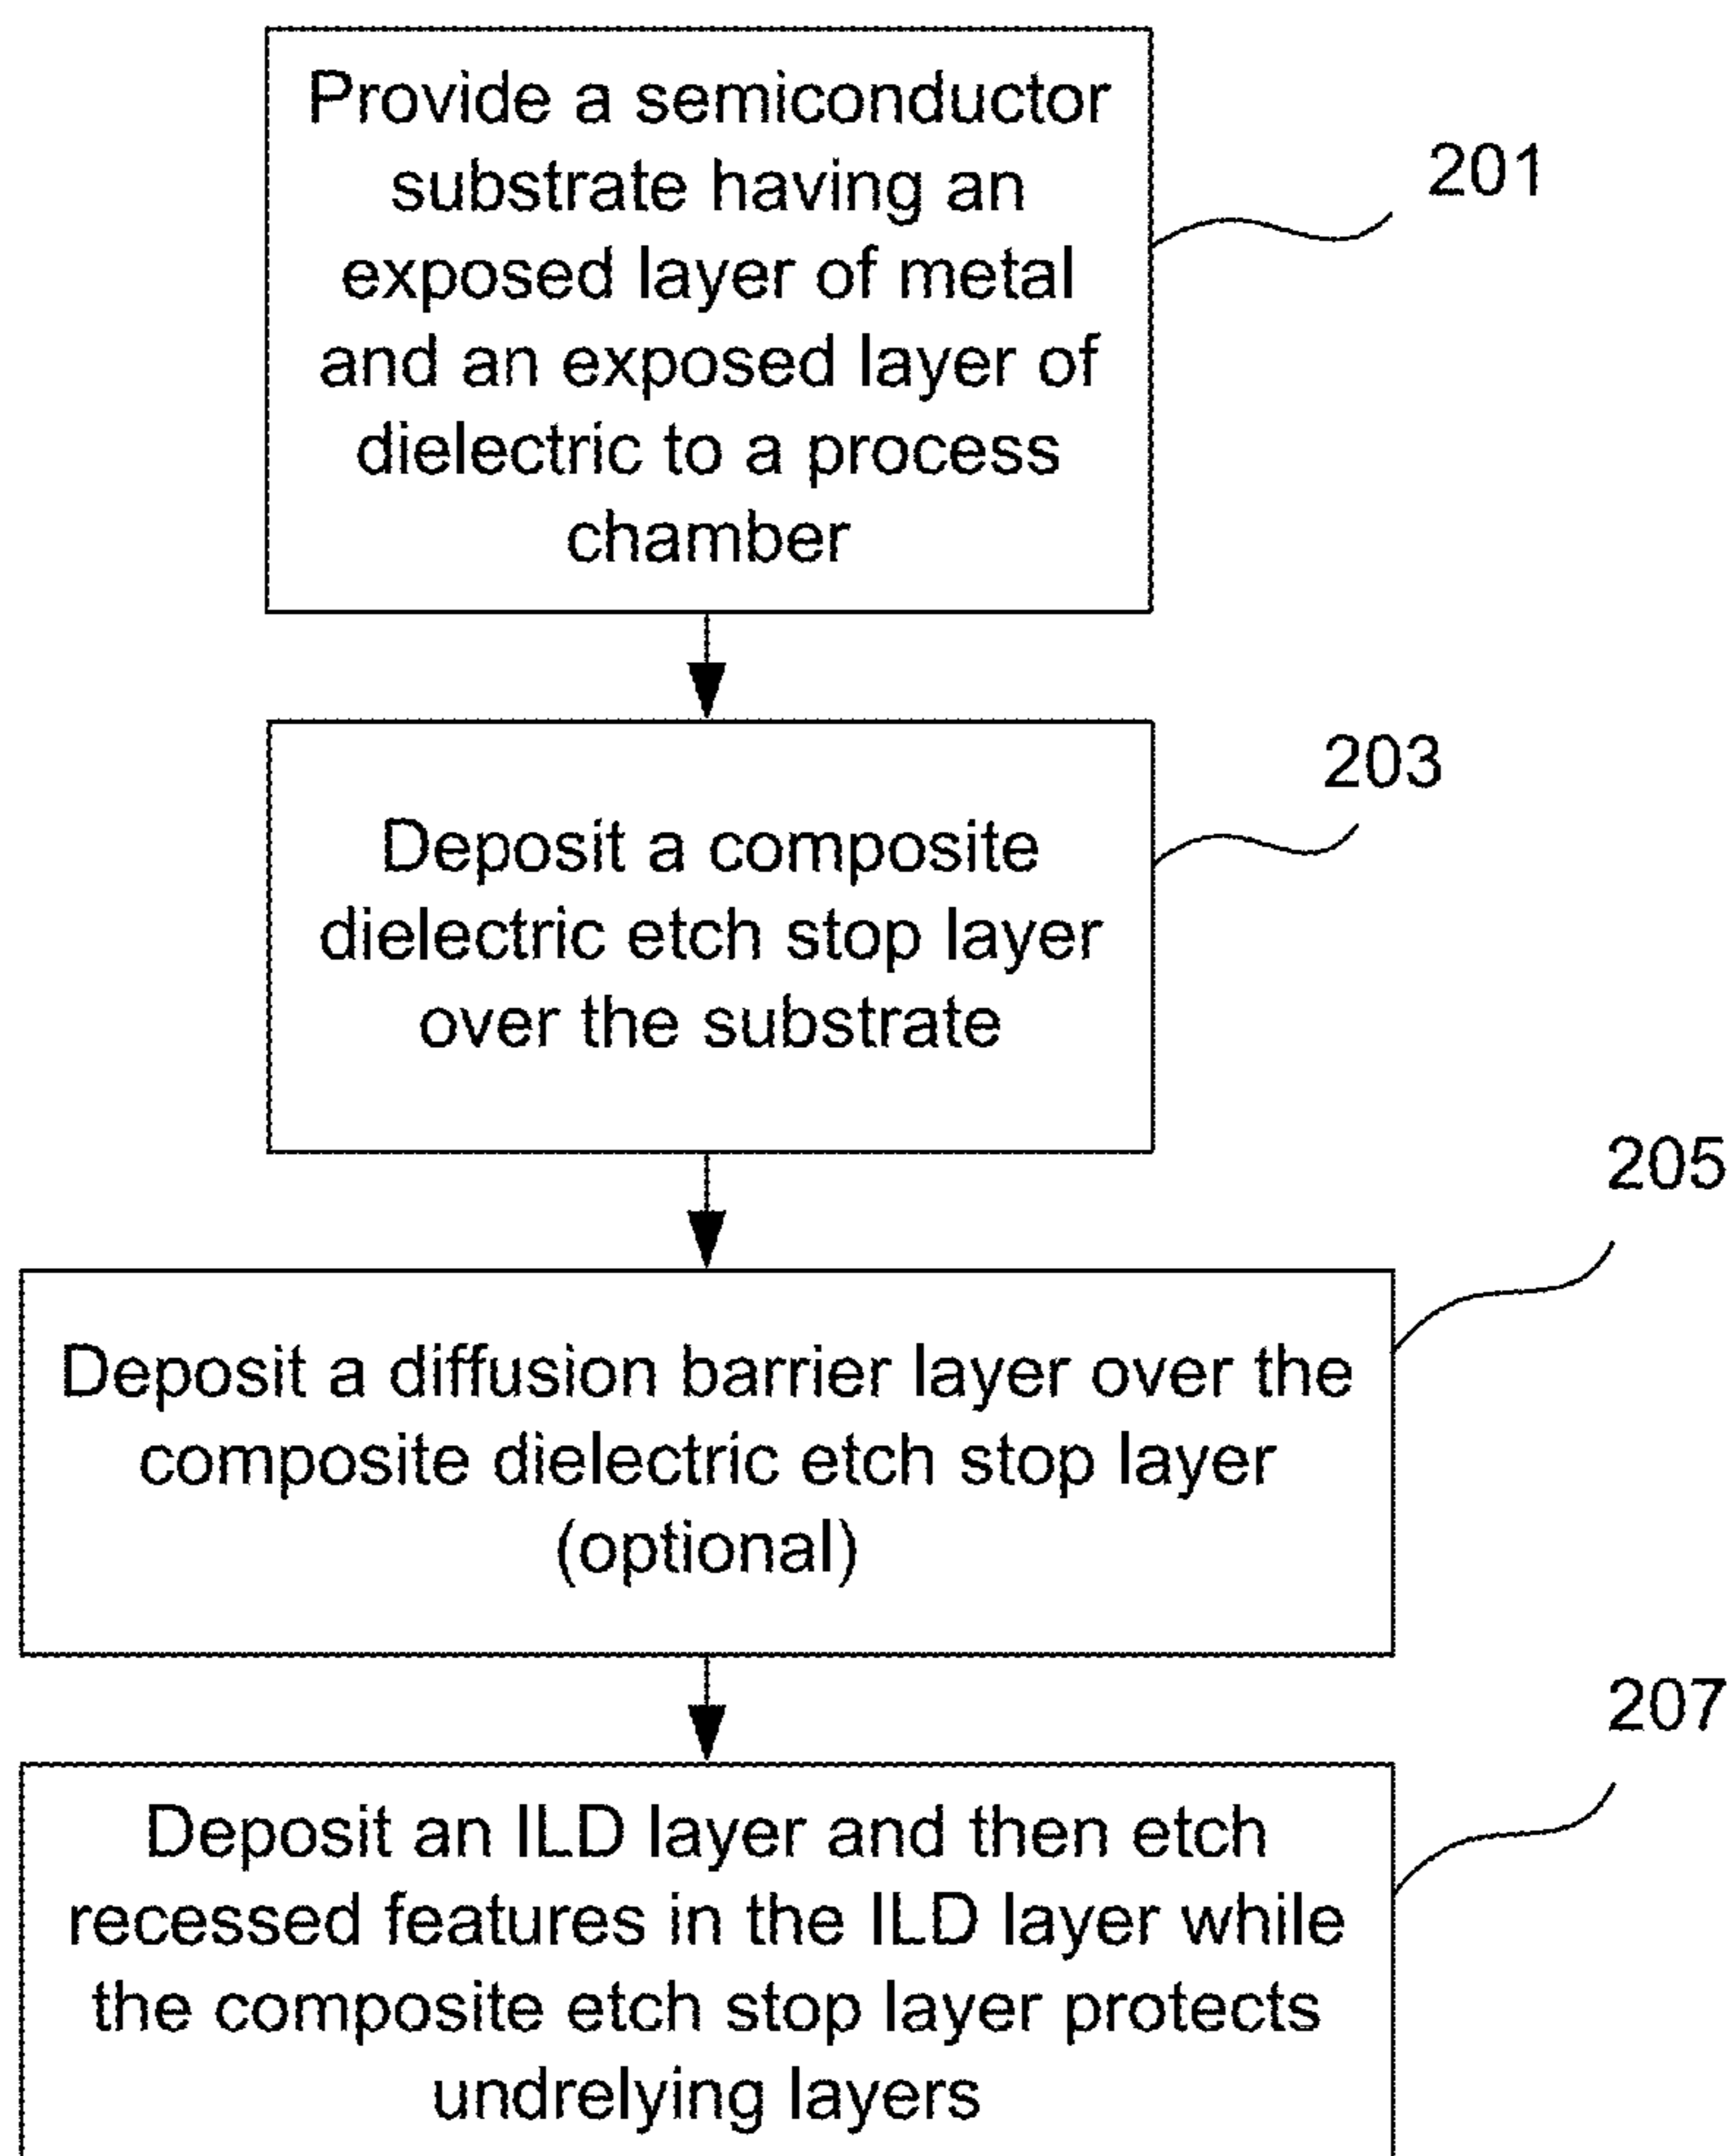 Provide a semiconductor
substrate having an
exposed layer of metal
and an exposed layer of
dielectric to a process
chamber
201
Deposit a composite
dielectric etch stop layer
over the substrate
203
Deposit a diffusion barrier layer over the
composite dielectric etch stop layer
(optional)
205
Deposit an ILD layer and then etch
recessed features in the ILD layer while
the composite etch stop layer protects
undrelying layers
207